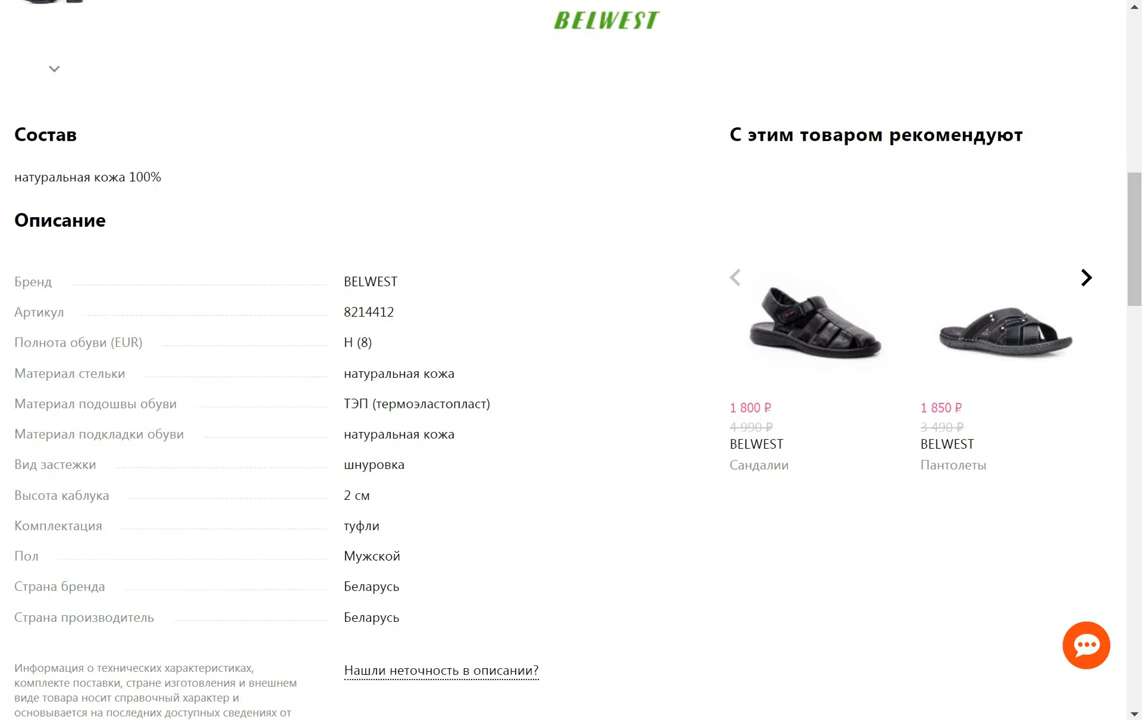 BELWEST
Состав
натуральная кожа 100%
Описание
Бренд BELWEST
Артикул 8214412
Полнота обуви (EUR) H (8)
Материал стельки натуральная кожа
Материал подошвы обуви ТЭП (термоэластопласт)
Материал подкладки обуви натуральная кожа
Вид застежки шнуровка
Высота каблука 2 см
Комплектация туфли
Пол Мужской
Страна бренда Беларусь
Страна производитель Беларусь
Информация о технических характеристиках,
комплекте поставки, стране изготовления и внешнем
виде товара носит справочный характер и
основывается на последних доступных сведениях от
Нашли неточность в описании?
С этим товаром рекомендуют
1 800 ₽
4 990 ₽
BELWEST
Сандалии
1 850 ₽
3 490 ₽
BELWEST
Пантолеты